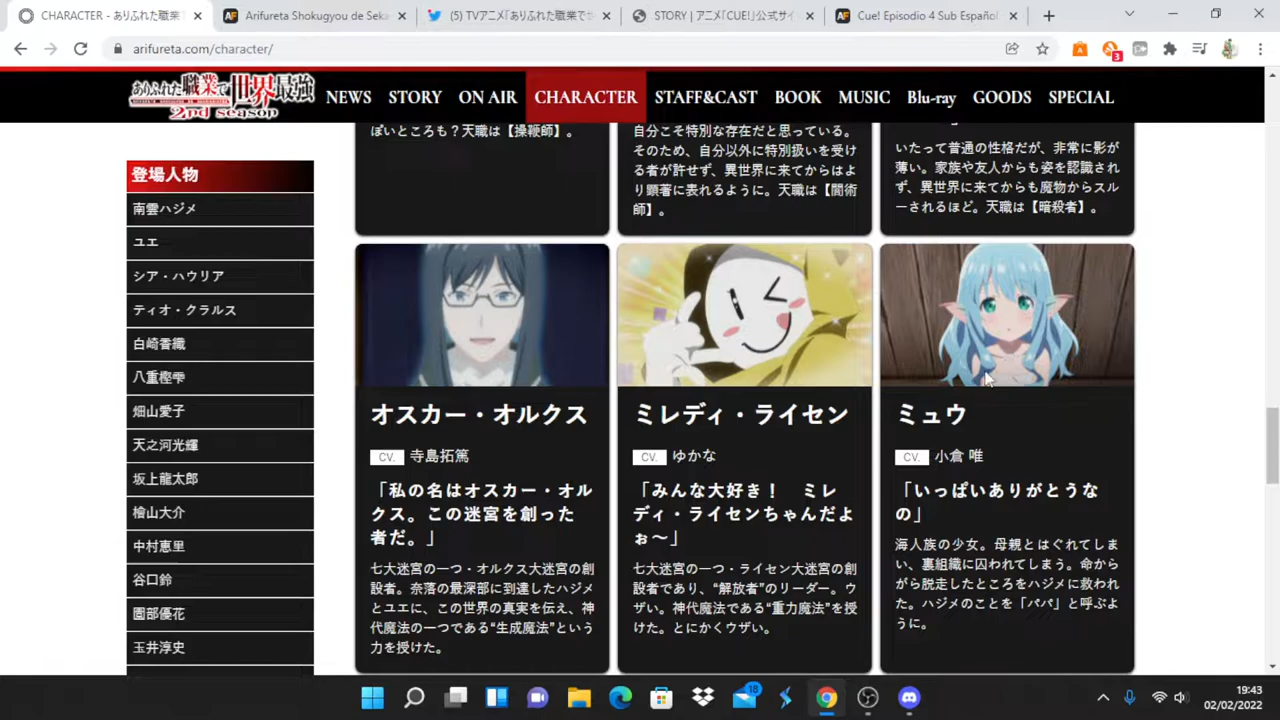 CHARACTER - ありふれた職業
Arifureta Shokugyou de Seka
(5) TVアニメ『ありふれた職業でせ
STORY | アニメ「CUE!」公式サイ
Cue! Episodio 4 Sub Español
arifureta.com/character/
3
ありふれた職業で世界最強
2nd season
NEWS
STORY
ON AIR
CHARACTER
STAFF&CAST
BOOK
MUSIC
Blu-ray
GOODS
SPECIAL
登場人物
南雲ハジメ
ユエ
シア・ハウリア
ティオ・クラルス
白崎香織
八重樫雫
畑山愛子
天之河光輝
坂上龍太郎
檜山大介
中村恵里
谷口鈴
園部優花
玉井淳史
ぽいところも？天職は【操鞭師】。
自分こそ特別な存在だと思っている。
そのため、自分以外に特別扱いを受け
る者が許せず、異世界に来てからはよ
り顕著に表れるように。天職は【闇術
師】。
いたって普通の性格だが、非常に影が
薄い。家族や友人からも姿を認識され
ず、異世界に来てからも魔物からスル
ーされるほど。天職は【暗殺者】。
オスカー・オルクス
CV. 寺島拓篤
「私の名はオスカー・オル
クス。この迷宮を創った
者だ。」
七大迷宮の一つ・オルクス大迷宮の創
設者。奈落の最深部に到達したハジメ
とユエに、この世界の真実を伝え、神
代魔法の一つである“生成魔法”という
力を授けた。
ミレディ・ライセン
CV. ゆかな
「みんな大好き！　ミレ
ディ・ライセンちゃんだよ
ぉ～」
七大迷宮の一つ・ライセン大迷宮の創
設者であり、“解放者”のリーダー。ウ
ザい。神代魔法である“重力魔法”を授
けた。とにかくウザい。
ミュウ
CV. 小倉 唯
「いっぱいありがとうな
の」
海人族の少女。母親とはぐれてしま
い、裏組織に囚われてしまう。命から
がら脱走したところをハジメに救われ
た。ハジメのことを「パパ」と呼ぶよ
うに。
18
19:43
02/02/2022